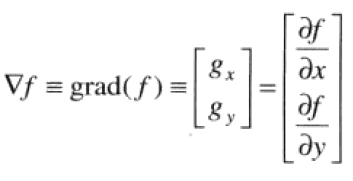 ∇f ≡ grad(f) ≡ [g_x g_y] = [∂f/∂x ∂f/∂y]